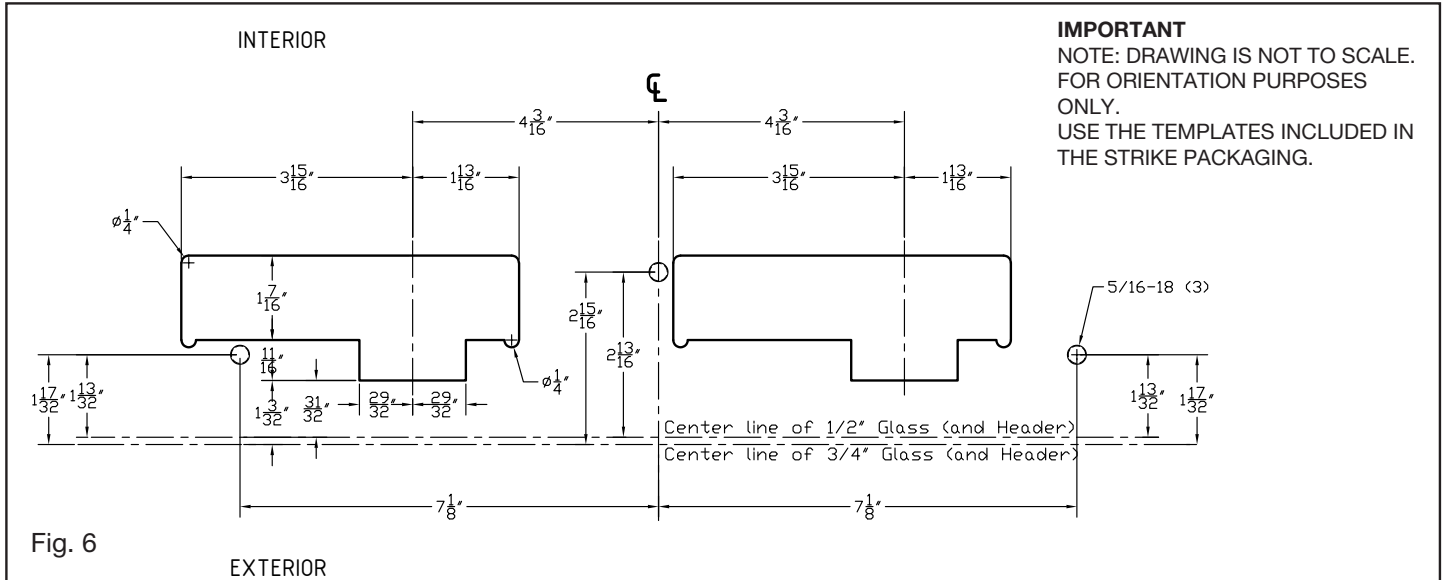 INTERIOR
IMPORTANT
NOTE: DRAWING IS NOT TO SCALE.
FOR ORIENTATION PURPOSES
ONLY.
USE THE TEMPLATES INCLUDED IN
THE STRIKE PACKAGING.
℄
4 3/16" 4 3/16"
3 15/16" 1 13/16" 3 15/16" 1 13/16"
ø1/4"
1 7/16"
5/16-18 (3)
2 15/16"
2 13/16"
11/16
ø1/4"
1 17/32" 1 13/32" 1 3/32" 31/32" 29/32" 29/32" 1 13/32" 1 17/32"
Center line of 1/2" Glass (and Header)
Center line of 3/4" Glass (and Header)
7 1/8" 7 1/8"
Fig. 6
EXTERIOR